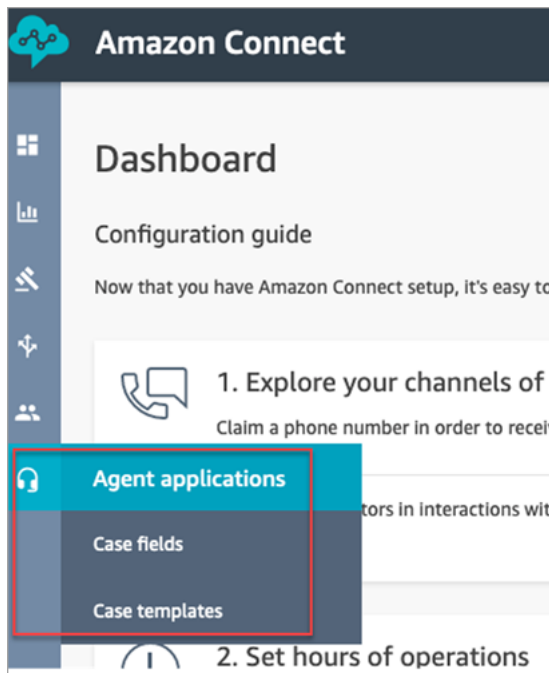 Amazon Connect
Dashboard
Configuration guide
Now that you have Amazon Connect setup, it's easy to
1. Explore your channels of
Claim a phone number in order to recei
Agent applications
tors in interactions wit
Case fields
Case templates
2. Set hours of operations